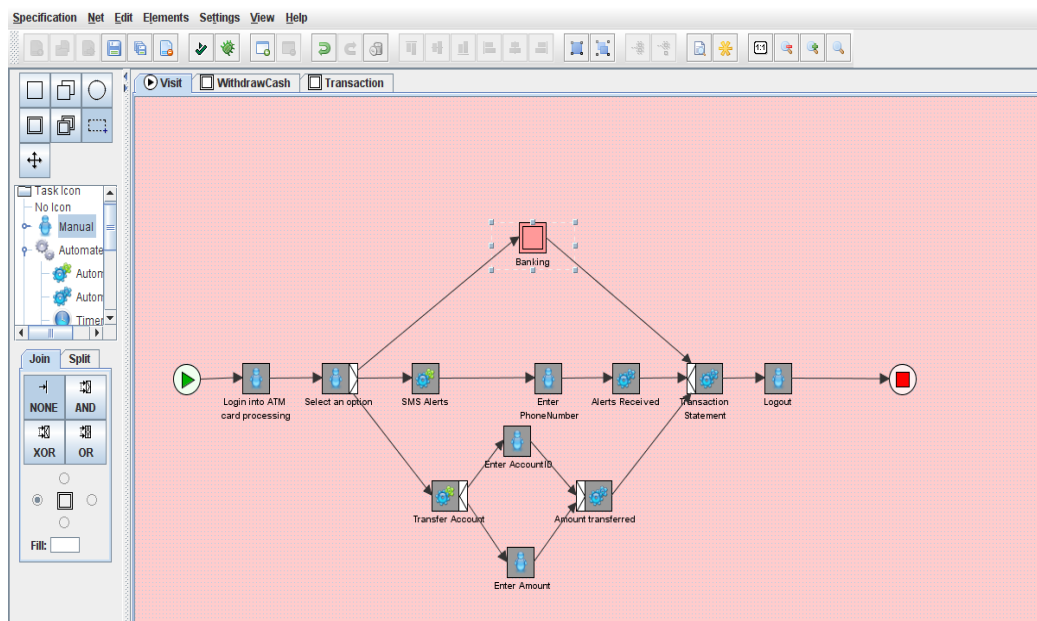 Specification Net Edit Elements Settings View Help
1:1
Visit WithdrawCash Transaction
Task Icon
No Icon
Manual
Automate
Autom
Autom
Timer
Join Split
NONE AND
XOR OR
Fill:
Banking
Login into ATM
card processing
Select an option
SMS Alerts
Enter
PhoneNumber
Alerts Received
Transaction
Statement
Logout
Enter AccountID
Transfer Account
Amount transferred
Enter Amount